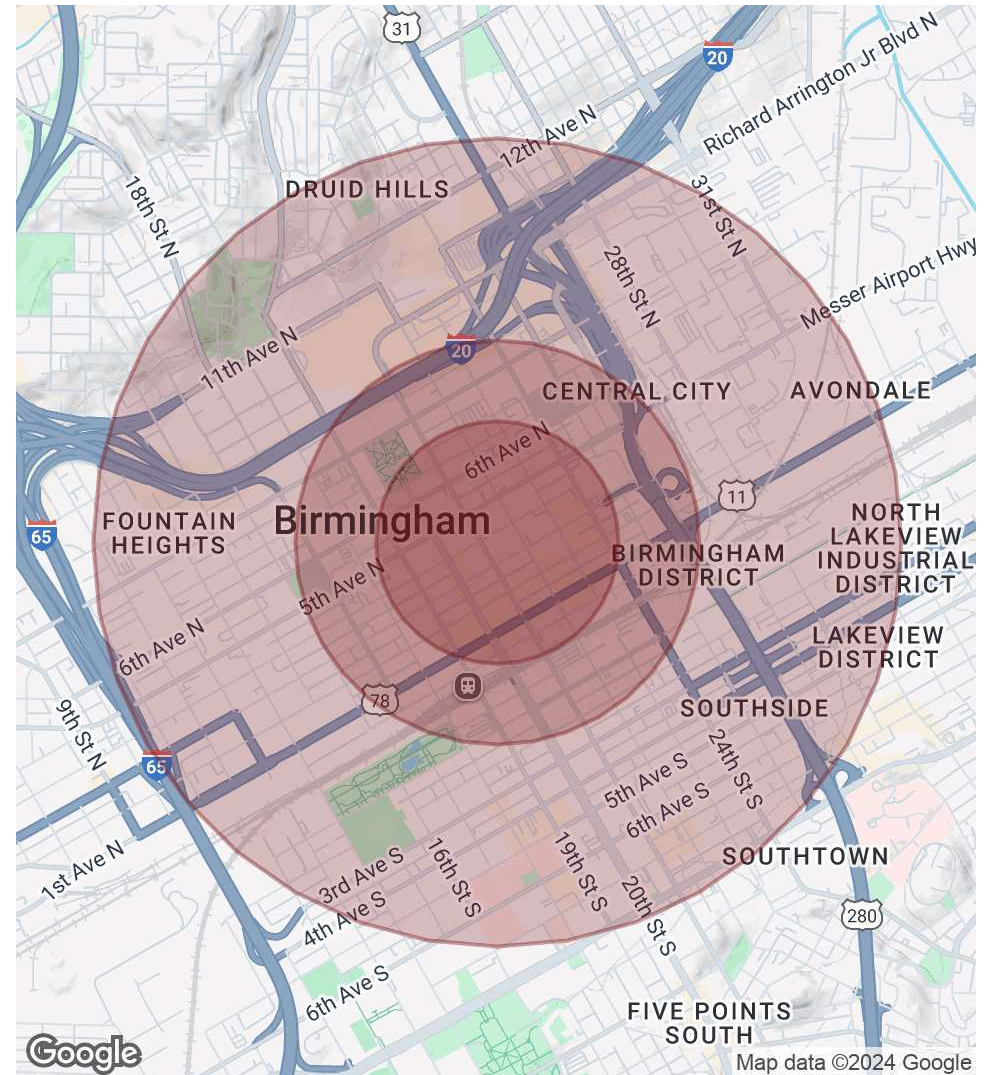 31
20
Richard Arrington Jr Blvd N
12th Ave N
DRUID HILLS
18th St N
31st St N
28th St N
Messer Airport Hwy
11th Ave N
20
CENTRAL CITY
AVONDALE
6th Ave N
11
65
FOUNTAIN
HEIGHTS
Birmingham
NORTH
LAKEVIEW
INDUSTRIAL
DISTRICT
BIRMINGHAM
DISTRICT
5th Ave N
6th Ave N
LAKEVIEW
DISTRICT
78
SOUTHSIDE
9th St N
65
24th St S
5th Ave S
6th Ave S
1st Ave N
3rd Ave S
16th St S
19th St S
SOUTHTOWN
4th Ave S
20th St S
280
6th Ave S
FIVE POINTS
SOUTH
Google
Map data ©2024 Google